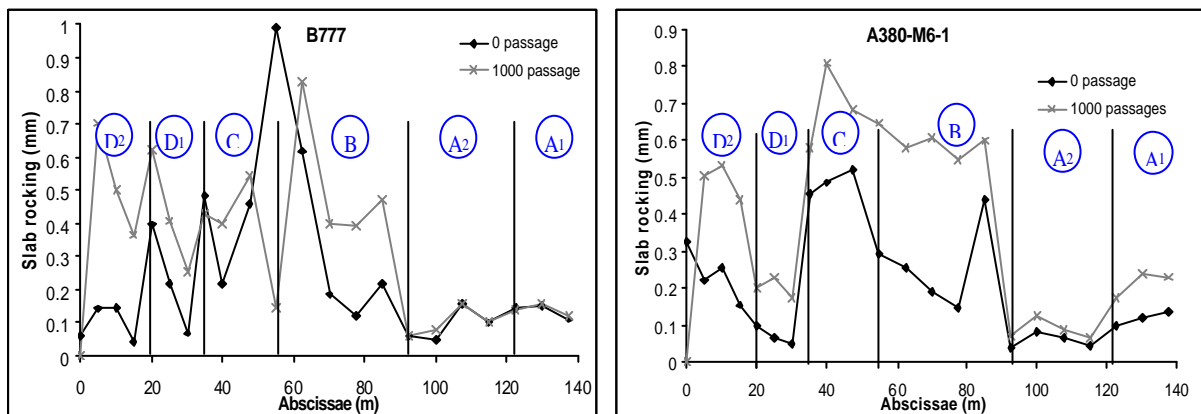 B777
0 passage
1000 passage
Slab rocking (mm)
1
0.9
0.8
0.7
0.6
0.5
0.4
0.3
0.2
0.1
0
D2
D1
C
B
A2
A1
0 20 40 60 80 100 120 140
Abscissae (m)
A380-M6-1
0 passage
1000 passages
Slab rocking (mm)
0.9
0.8
0.7
0.6
0.5
0.4
0.3
0.2
0.1
0
D2
D1
C
B
A2
A1
0 20 40 60 80 100 120 140
Abscissae (m)